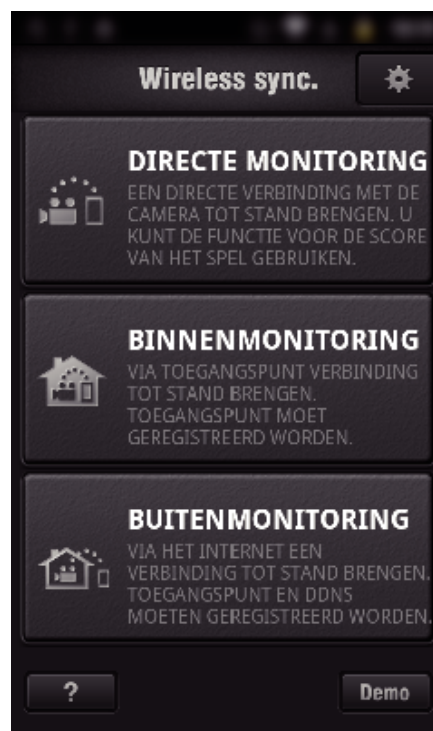 Wireless sync.
DIRECTE MONITORING
EEN DIRECTE VERBINDING MET DE
CAMERA TOT STAND BRENGEN. U
KUNT DE FUNCTIE VOOR DE SCORE
VAN HET SPEL GEBRUIKEN.
BINNENMONITORING
VIA TOEGANGSPUNT VERBINDING
TOT STAND BRENGEN.
TOEGANGSPUNT MOET
GEREGISTREERD WORDEN.
BUITENMONITORING
VIA HET INTERNET EEN
VERBINDING TOT STAND BRENGEN.
TOEGANGSPUNT EN DDNS
MOETEN GEREGISTREERD WORDEN.
?
Demo